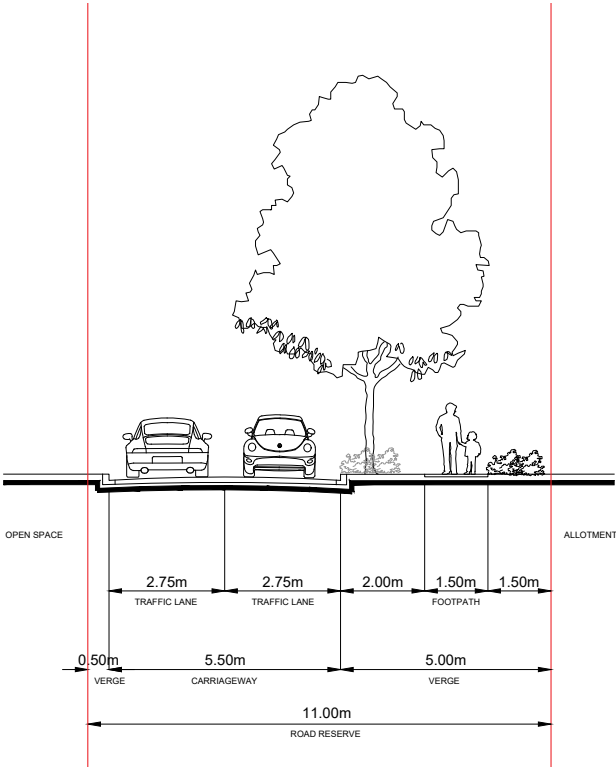 OPEN SPACE
ALLOTMENT
2.75m 2.75m 2.00m 1.50m 1.50m
TRAFFIC LANE TRAFFIC LANE FOOTPATH
0.50m 5.50m 5.00m
VERGE CARRIAGEWAY VERGE
11.00m
ROAD RESERVE